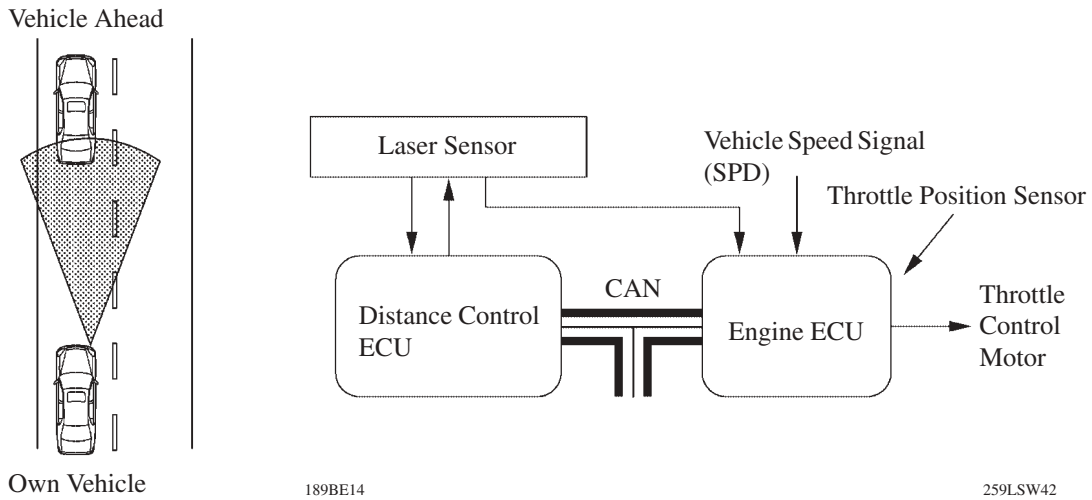 Vehicle Ahead
Laser Sensor
Vehicle Speed Signal
(SPD)
Throttle Position Sensor
CAN
Distance Control
ECU
Engine ECU
Throttle
Control
Motor
Own Vehicle
189BE14
259LSW42